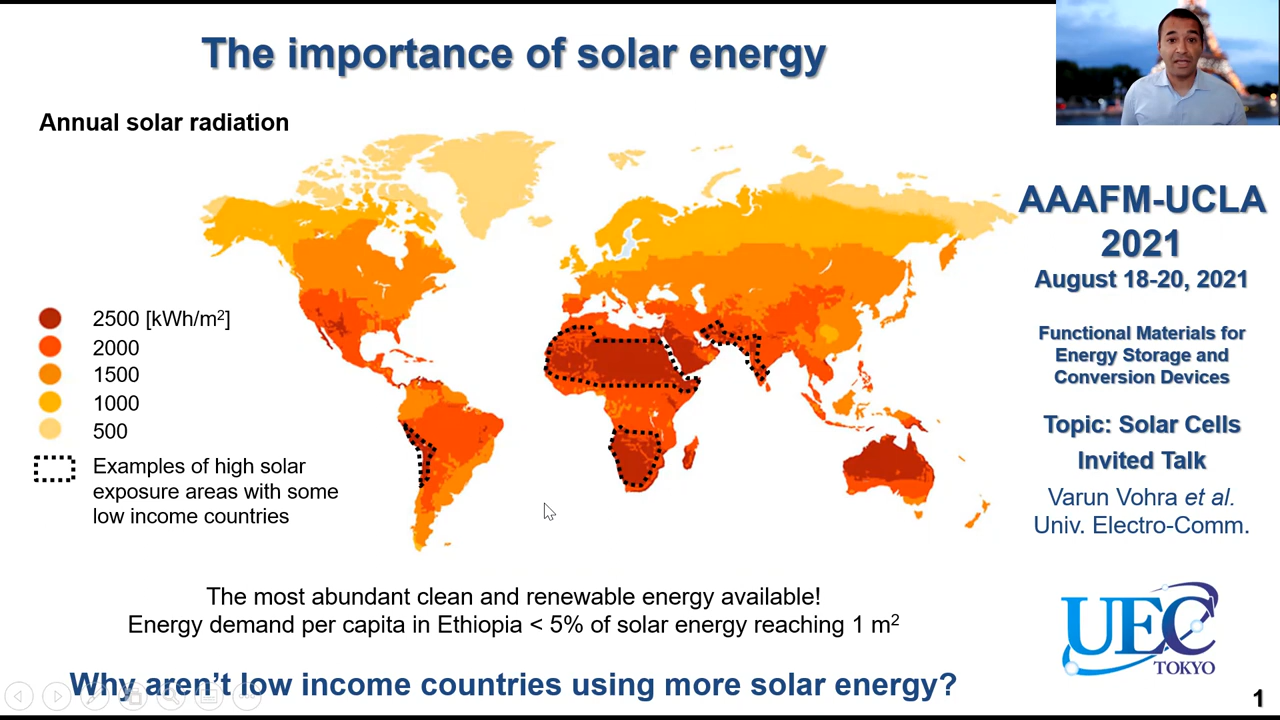 The importance of solar energy
Annual solar radiation
2500 [kWh/m²]
2000
1500
1000
500
Examples of high solar
exposure areas with some
low income countries
The most abundant clean and renewable energy available!
Energy demand per capita in Ethiopia < 5% of solar energy reaching 1 m²
Why aren't low income countries using more solar energy?
AAAFM-UCLA
2021
August 18-20, 2021
Functional Materials for
Energy Storage and
Conversion Devices
Topic: Solar Cells
Invited Talk
Varun Vohra et al.
Univ. Electro-Comm.
UEC
TOKYO
1